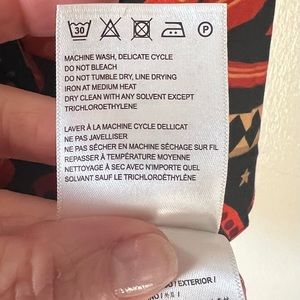 30 P
MACHINE WASH, DELICATE CYCLE
DO NOT BLEACH
DO NOT TUMBLE DRY, LINE DRYING
IRON AT MEDIUM HEAT
DRY CLEAN WITH ANY SOLVENT EXCEPT
TRICHLOROETHYLENE
LAVER À LA MACHINE CYCLE DELLICAT
NE PAS JAVELLISER
NE PAS SÉCHER EN MACHINE SÉCHAGE SUR FIL
REPASSER À TEMPÉRATURE MOYENNE
NETTOYAGE À SEC AVEC N'IMPORTE QUEL
SOLVANT SAUF LE TRICHLOROÉTHYLÈNE
/ EXTERIOR /